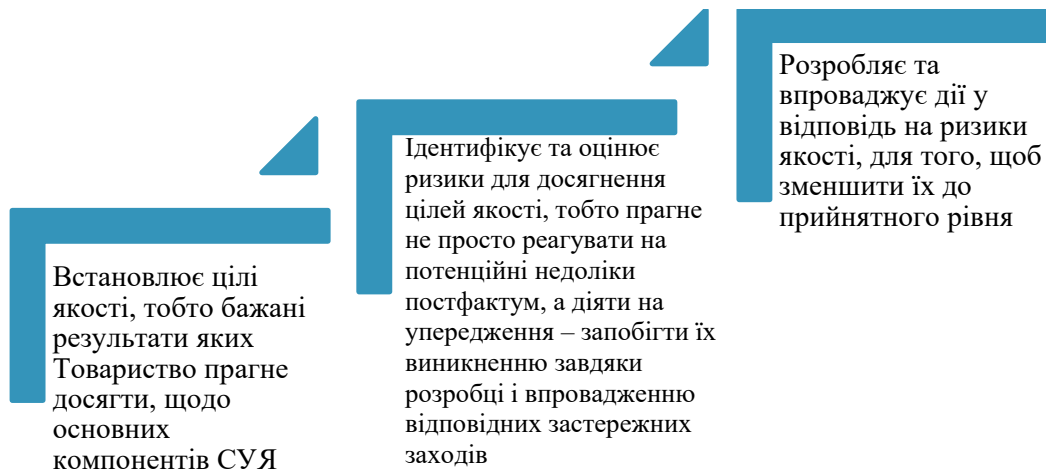 Встановлює цілі
якості, тобто бажані
результати яких
Товариство прагне
досягти, щодо
основних
компонентів СУЯ
Ідентифікує та оцінює
ризики для досягнення
цілей якості, тобто прагне
не просто реагувати на
потенційні недоліки
постфактум, а діяти на
упередження – запобігти їх
виникненню завдяки
розробці і впровадженню
відповідних застережних
заходів
Розробляє та
впроваджує дії у
відповідь на ризики
якості, для того, щоб
зменшити їх до
прийнятного рівня